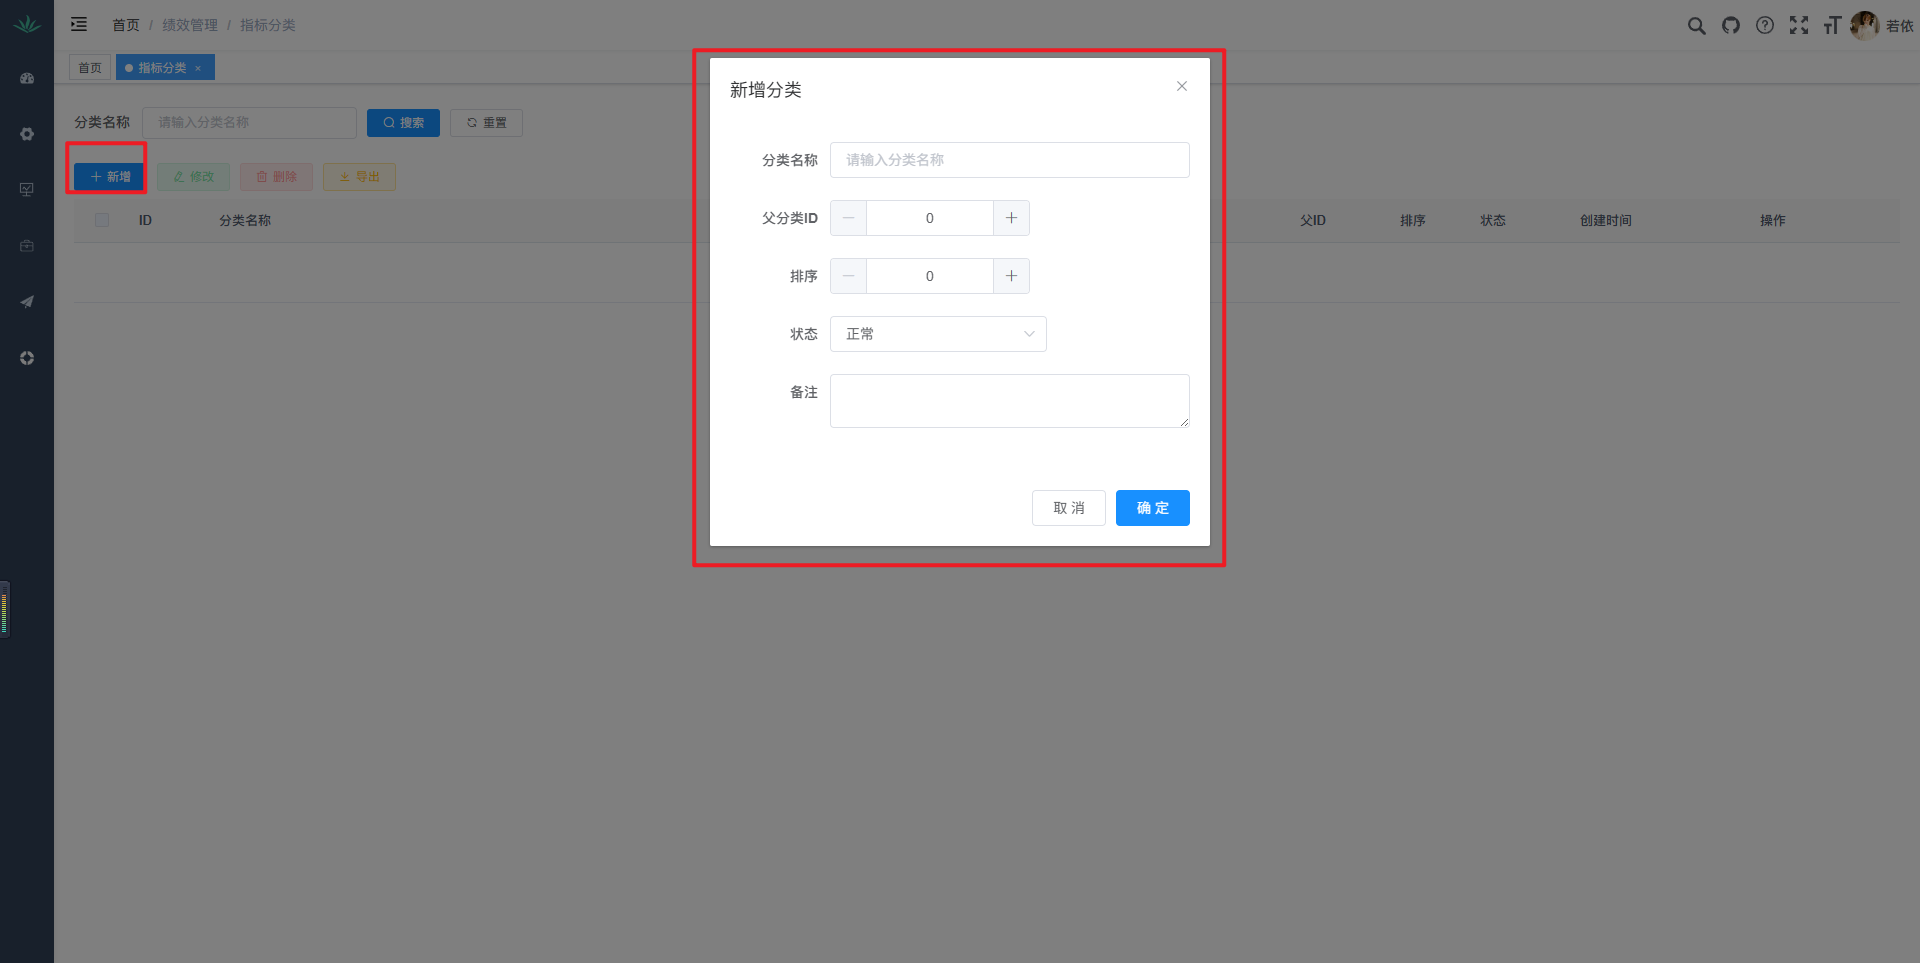 首页 / 绩效管理 / 指标分类
若依
首页 指标分类 ×
分类名称 请输入分类名称 搜索 重置
新增 修改 删除 导出
ID 分类名称 父ID 排序 状态 创建时间 操作
新增分类
分类名称 请输入分类名称
父分类ID 0
排序 0
状态 正常
备注
取 消 确 定